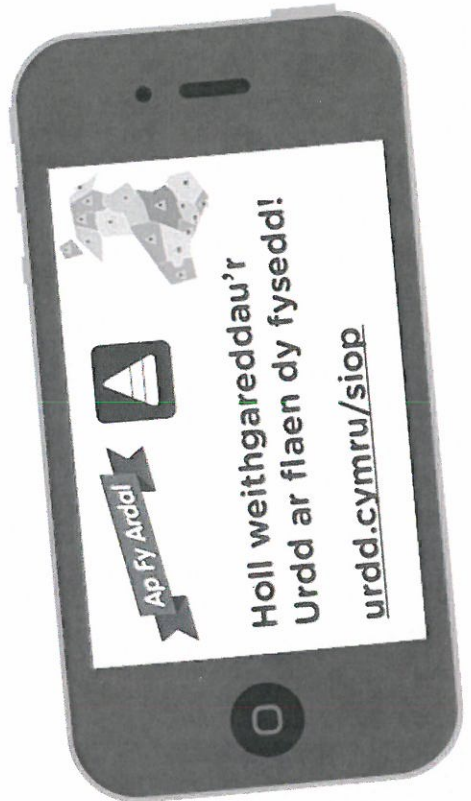 Ap Fy Ardal
Holl weithgareddau'r
Urdd ar flaen dy fysedd!
urdd.cymru/siop